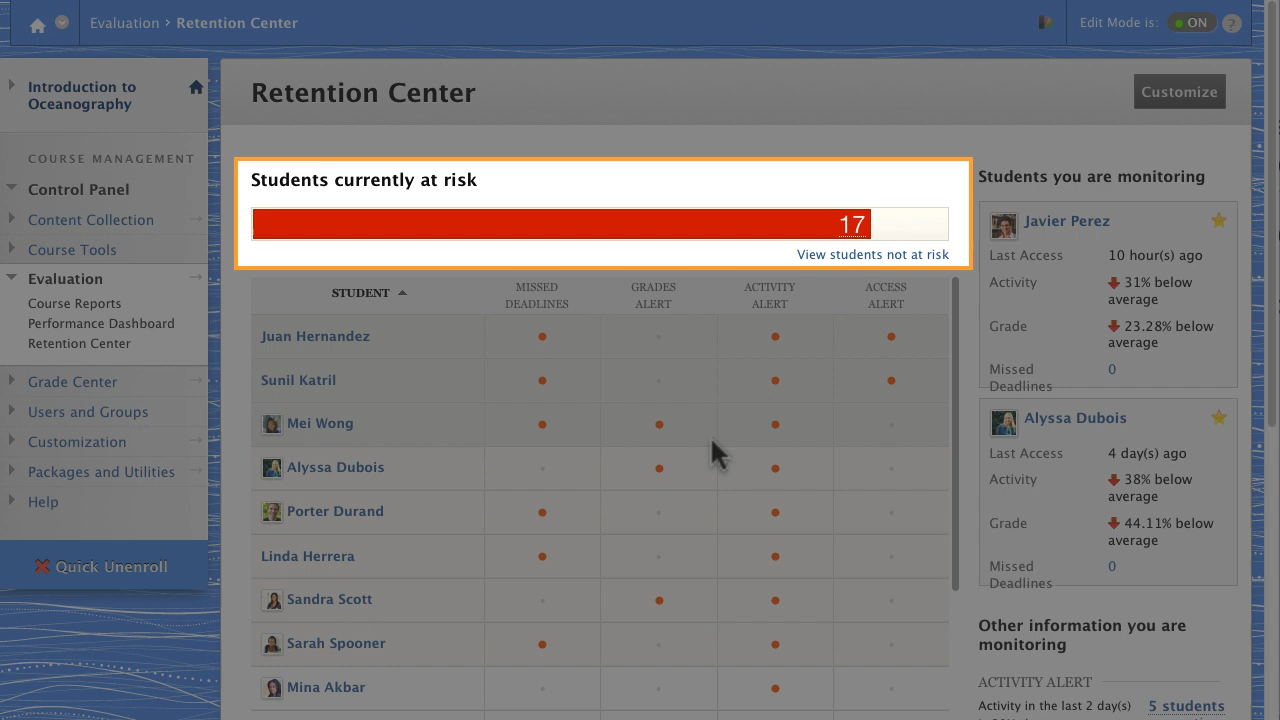 Evaluation > Retention Center
Edit Mode is: ON ?
Introduction to
Oceanography
COURSE MANAGEMENT
Control Panel
Content Collection
Course Tools
Evaluation
Course Reports
Performance Dashboard
Retention Center
Grade Center
Users and Groups
Customization
Packages and Utilities
Help
Quick Unenroll
Retention Center
Customize
Students currently at risk
17
View students not at risk
STUDENT MISSED DEADLINES GRADES ALERT ACTIVITY ALERT ACCESS ALERT
Juan Hernandez
Sunil Katril
Mei Wong
Alyssa Dubois
Porter Durand
Linda Herrera
Sandra Scott
Sarah Spooner
Mina Akbar
Students you are monitoring
Javier Perez
Last Access 10 hour(s) ago
Activity 31% below
average
Grade 23.28% below
average
Missed 0
Deadlines
Alyssa Dubois
Last Access 4 day(s) ago
Activity 38% below
average
Grade 44.11% below
average
Missed 0
Deadlines
Other information you are
monitoring
ACTIVITY ALERT
Activity in the last 2 day(s) 5 students